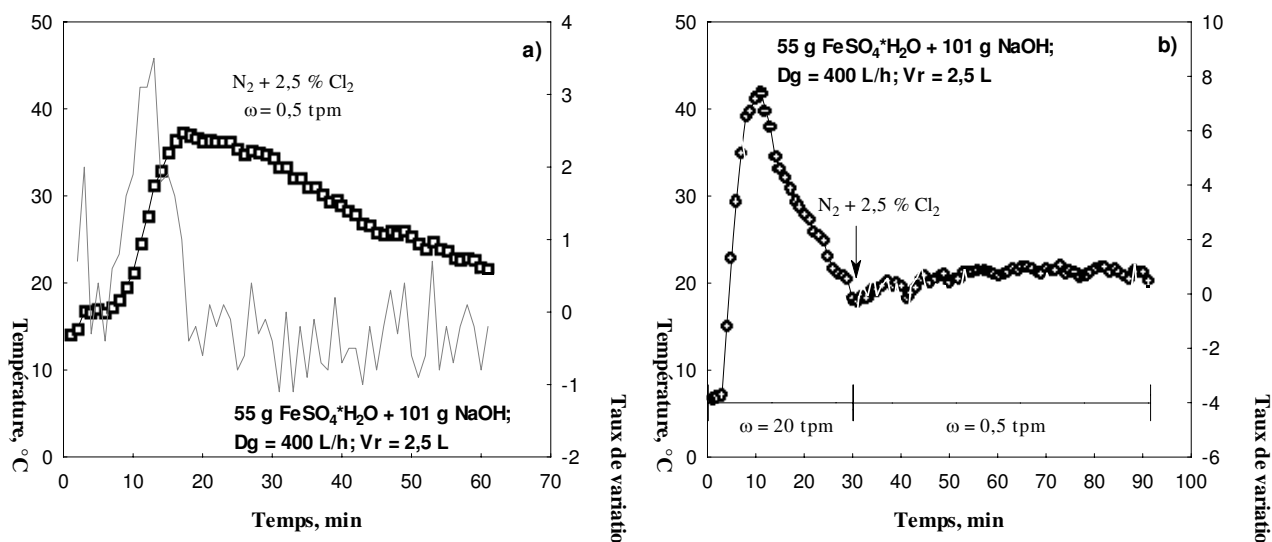 50
40
30
20
10
0
Température, °C
0
10
20
30
40
50
60
70
Temps, min
4
3
2
1
0
-1
-2
Taux de variatio
a)
N₂ + 2,5 % Cl₂
ω = 0,5 tpm
55 g FeSO₄*H₂O + 101 g NaOH;
Dg = 400 L/h; Vr = 2,5 L
50
40
30
20
10
0
Température, °C
0
10
20
30
40
50
60
70
80
90
100
Temps, min
10
8
6
4
2
0
-2
-4
-6
Taux de variatio
b)
55 g FeSO₄*H₂O + 101 g NaOH;
Dg = 400 L/h; Vr = 2,5 L
N₂ + 2,5 % Cl₂
ω = 20 tpm
ω = 0,5 tpm